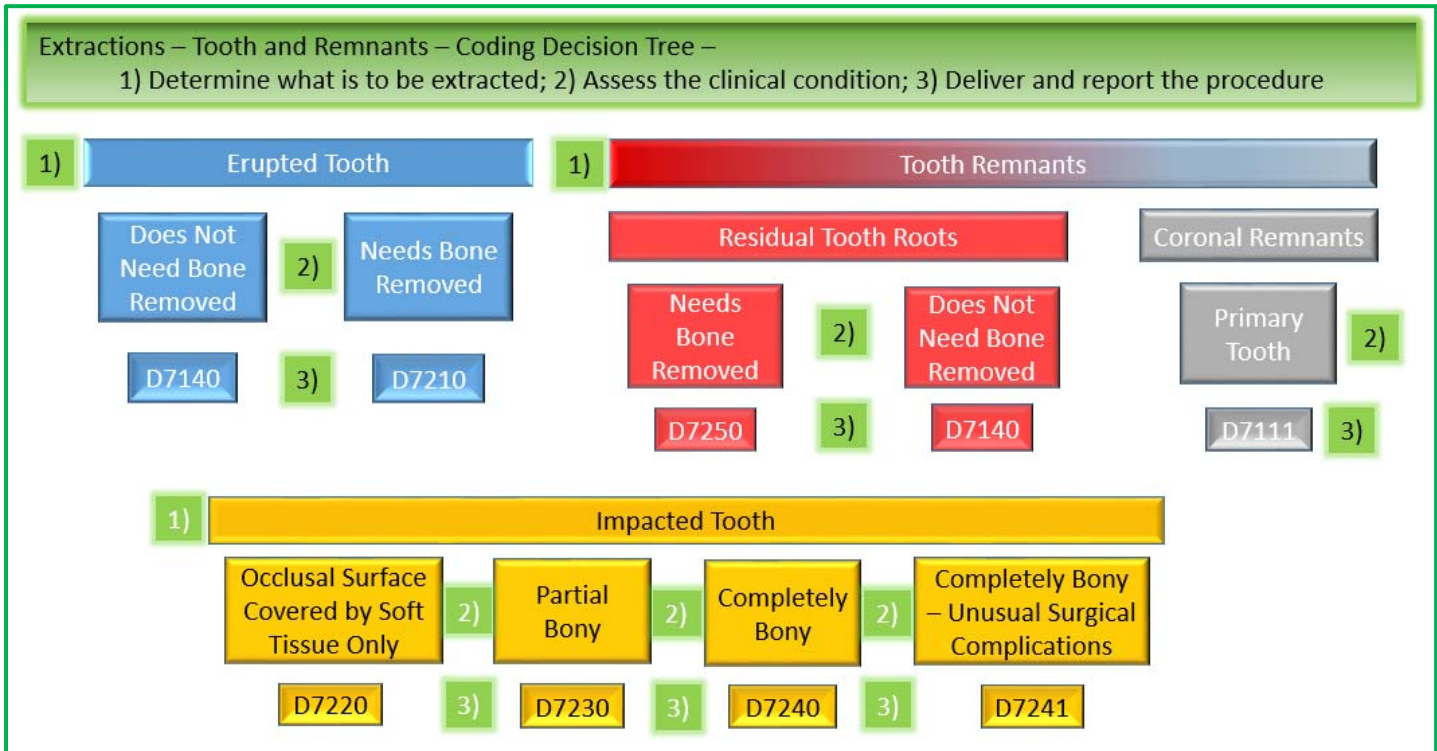 Extractions – Tooth and Remnants – Coding Decision Tree –
1) Determine what is to be extracted; 2) Assess the clinical condition; 3) Deliver and report the procedure
1)
Erupted Tooth
Does Not
Need Bone
Removed
2)
Needs Bone
Removed
D7140
3)
D7210
1)
Tooth Remnants
Residual Tooth Roots
Needs
Bone
Removed
2)
Does Not
Need Bone
Removed
D7250
3)
D7140
Coronal Remnants
Primary
Tooth
2)
D7111
3)
1)
Impacted Tooth
Occlusal Surface
Covered by Soft
Tissue Only
2)
Partial
Bony
2)
Completely
Bony
2)
Completely Bony
– Unusual Surgical
Complications
D7220
3)
D7230
3)
D7240
3)
D7241